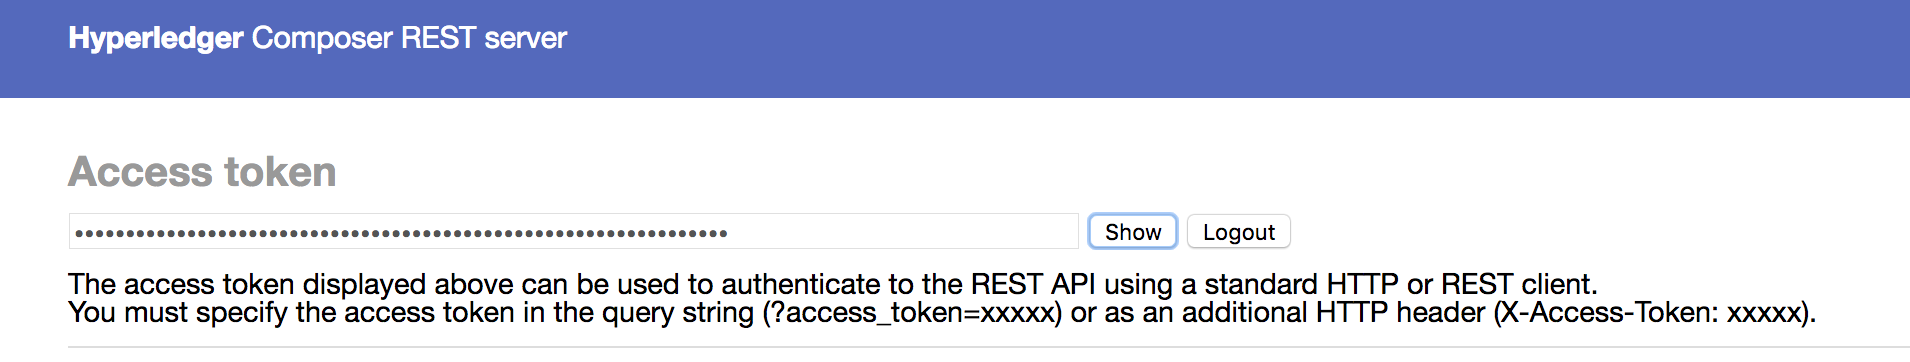 Hyperledger Composer REST server
Access token
Show Logout
The access token displayed above can be used to authenticate to the REST API using a standard HTTP or REST client.
You must specify the access token in the query string (?access_token=xxxxx) or as an additional HTTP header (X-Access-Token: xxxxx).